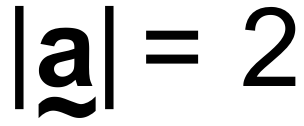 |a̰| = 2